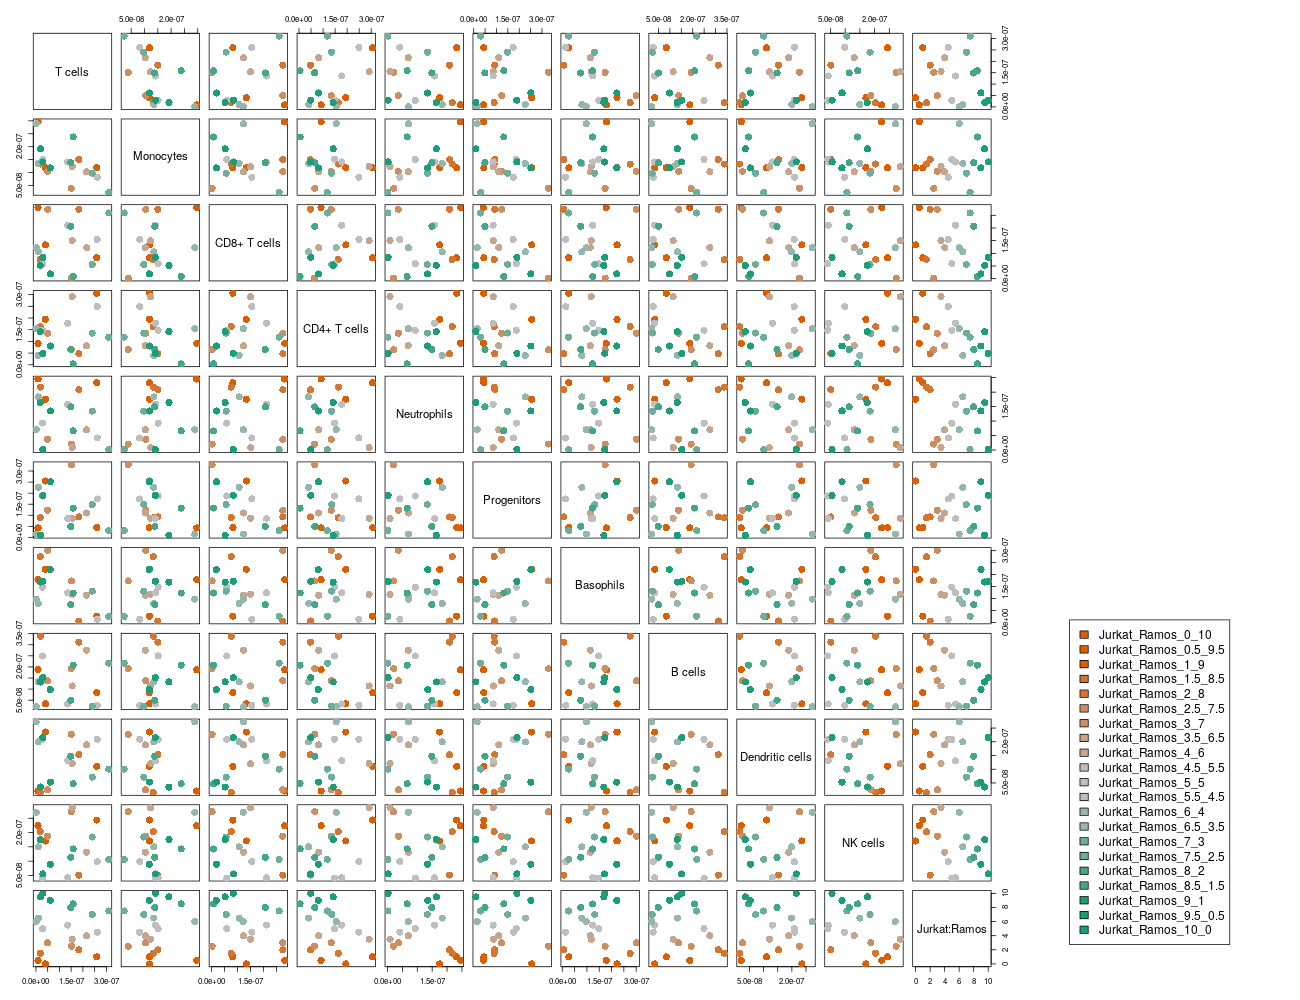 5.0e-08 2.0e-07 0.0e+00 1.5e-07 3.0e-07 5.0e-08 2.0e-07 3.5e-07
0.0e+00 1.5e-07 3.0e-07 0.0e+00 1.5e-07 3.0e-07 5.0e-08 2.0e-07
T cells
0.0e+00 1.5e-07 3.0e-07
5.0e-08 2.0e-07
Monocytes
CD8+ T cells
0.0e+00 1.5e-07
0.0e+00 1.5e-07 3.0e-07
CD4+ T cells
Neutrophils
0.0e+00 1.5e-07
0.0e+00 1.5e-07 3.0e-07
Progenitors
Basophils
0.0e+00 1.5e-07 3.0e-07
5.0e-08 2.0e-07 3.5e-07
B cells
Dendritic cells
5.0e-08 2.0e-07
5.0e-08 2.0e-07
NK cells
Jurkat:Ramos
0 2 4 6 8 10
0.0e+00 1.5e-07 3.0e-07 0.0e+00 1.5e-07 0.0e+00 1.5e-07 0.0e+00 1.5e-07 3.0e-07 5.0e-08 2.0e-07 0 2 4 6 8 10
Jurkat_Ramos_0_10
Jurkat_Ramos_0.5_9.5
Jurkat_Ramos_1_9
Jurkat_Ramos_1.5_8.5
Jurkat_Ramos_2_8
Jurkat_Ramos_2.5_7.5
Jurkat_Ramos_3_7
Jurkat_Ramos_3.5_6.5
Jurkat_Ramos_4_6
Jurkat_Ramos_4.5_5.5
Jurkat_Ramos_5_5
Jurkat_Ramos_5.5_4.5
Jurkat_Ramos_6_4
Jurkat_Ramos_6.5_3.5
Jurkat_Ramos_7_3
Jurkat_Ramos_7.5_2.5
Jurkat_Ramos_8_2
Jurkat_Ramos_8.5_1.5
Jurkat_Ramos_9_1
Jurkat_Ramos_9.5_0.5
Jurkat_Ramos_10_0